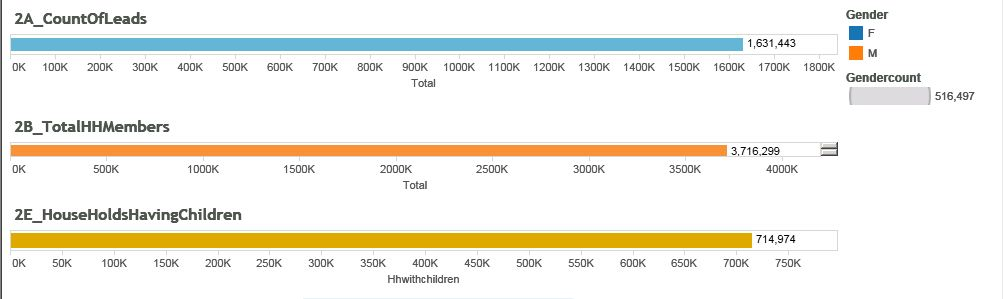 2A_CountOfLeads
1,631,443
0K 100K 200K 300K 400K 500K 600K 700K 800K 900K 1000K 1100K 1200K 1300K 1400K 1500K 1600K 1700K 1800K
Total
Gender
F
M
Gendercount
516,497
2B_TotalHHMembers
3,716,299
0K 500K 1000K 1500K 2000K 2500K 3000K 3500K 4000K
Total
2E_HouseHoldsHavingChildren
714,974
0K 50K 100K 150K 200K 250K 300K 350K 400K 450K 500K 550K 600K 650K 700K 750K
Hhwithchildren